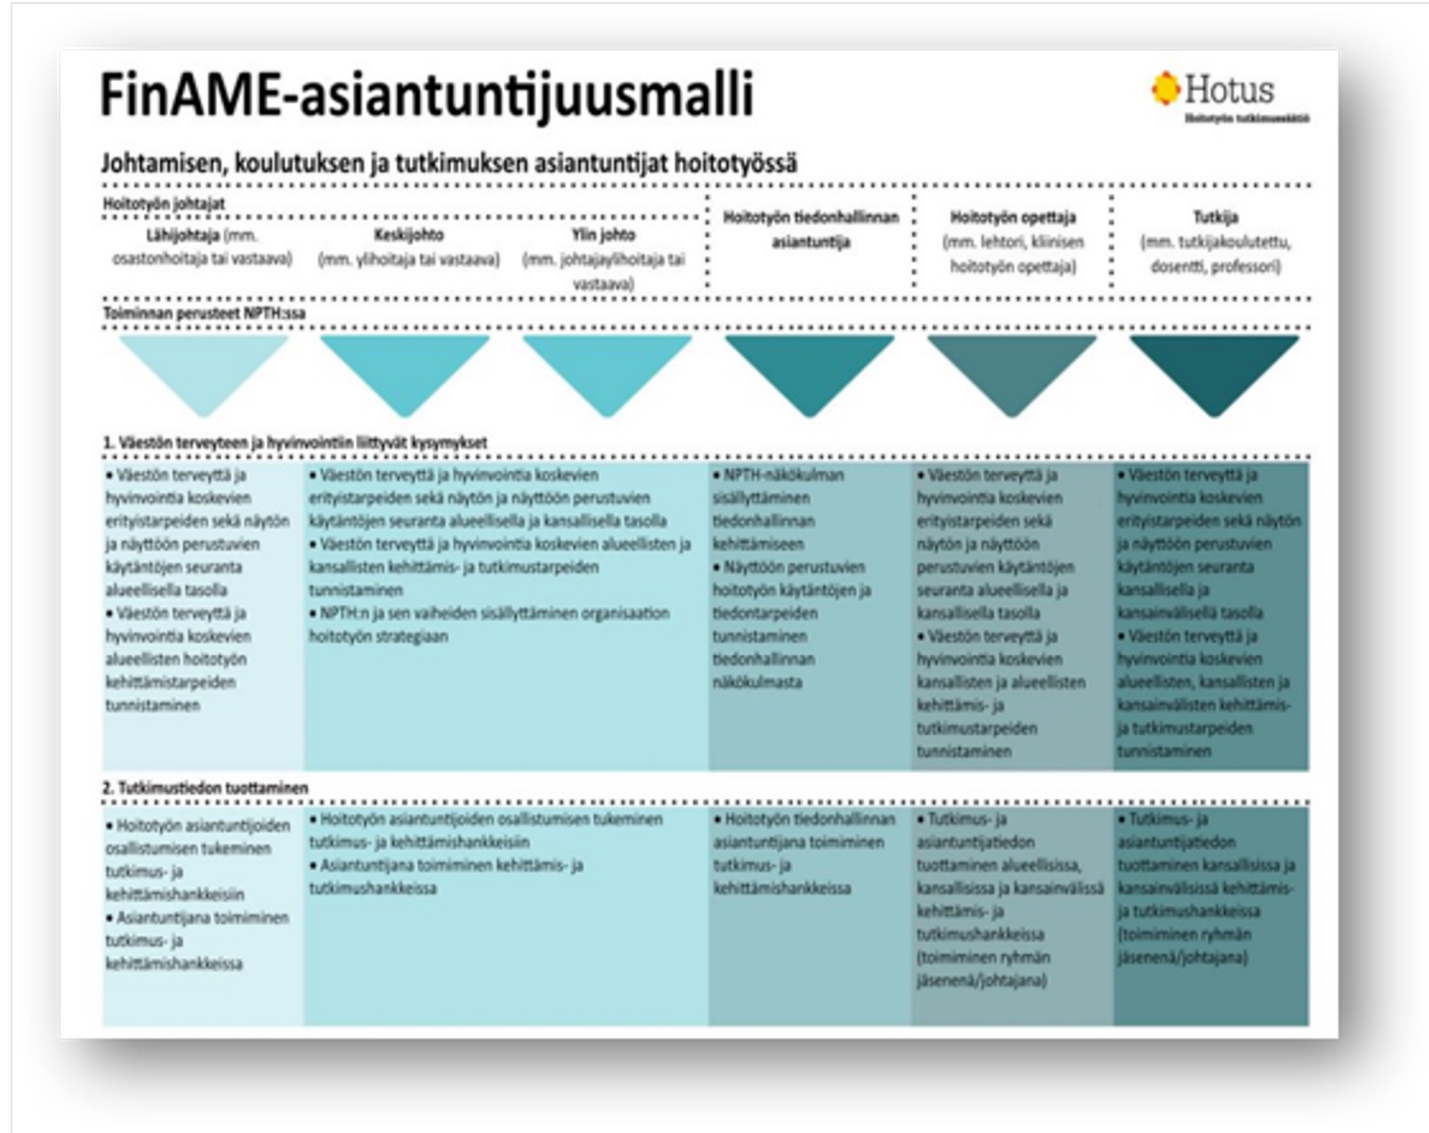 FinAME-asiantuntijuusmalli
Hotus
Hoitotyön tutkimussäätiö
Johtamisen, koulutuksen ja tutkimuksen asiantuntijat hoitotyössä
Hoitotyön johtajat
Lähijohtaja (mm.
osastonhoitaja tai vastaava)
Keskijohto
(mm. ylihoitaja tai vastaava)
Ylin johto
(mm. johtajaylihoitaja tai
vastaava)
Hoitotyön tiedonhallinnan
asiantuntija
Hoitotyön opettaja
(mm. lehtori, kliinisen
hoitotyön opettaja)
Tutkija
(mm. tutkijakoulutettu,
dosentti, professori)
Toiminnan perusteet NPTH:ssa
1. Väestön terveyteen ja hyvinvointiin liittyvät kysymykset
• Väestön terveyttä ja
hyvinvointia koskevien
erityistarpeiden sekä näytön
ja näyttöön perustuvien
käytäntöjen seuranta
alueellisella tasolla
• Väestön terveyttä ja
hyvinvointia koskevien
alueellisten hoitotyön
kehittämistarpeiden
tunnistaminen
• Väestön terveyttä ja hyvinvointia koskevien
erityistarpeiden sekä näytön ja näyttöön perustuvien
käytäntöjen seuranta alueellisella ja kansallisella tasolla
• Väestön terveyttä ja hyvinvointia koskevien alueellisten ja
kansallisten kehittämis- ja tutkimustarpeiden
tunnistaminen
• NPTH:n ja sen vaiheiden sisällyttäminen organisaation
hoitotyön strategiaan
• NPTH-näkökulman
sisällyttäminen
tiedonhallinnan
kehittämiseen
• Näyttöön perustuvien
hoitotyön käytäntöjen ja
tiedontarpeiden
tunnistaminen
tiedonhallinnan
näkökulmasta
• Väestön terveyttä ja
hyvinvointia koskevien
erityistarpeiden sekä
näytön ja näyttöön
perustuvien käytäntöjen
seuranta alueellisella ja
kansallisella tasolla
• Väestön terveyttä ja
hyvinvointia koskevien
kansallisten ja alueellisten
kehittämis- ja
tutkimustarpeiden
tunnistaminen
• Väestön terveyttä ja
hyvinvointia koskevien
erityistarpeiden sekä näytön
ja näyttöön perustuvien
käytäntöjen seuranta
kansallisella ja
kansainvälisellä tasolla
• Väestön terveyttä ja
hyvinvointia koskevien
alueellisten, kansallisten ja
kansainvälisten kehittämis-
ja tutkimustarpeiden
tunnistaminen
2. Tutkimustiedon tuottaminen
• Hoitotyön asiantuntijoiden
osallistumisen tukeminen
tutkimus- ja
kehittämishankkeisiin
• Asiantuntijana toimiminen
tutkimus- ja
kehittämishankkeissa
• Hoitotyön asiantuntijoiden osallistumisen tukeminen
tutkimus- ja kehittämishankkeisiin
• Asiantuntijana toimiminen kehittämis- ja
tutkimushankkeissa
• Hoitotyön tiedonhallinnan
asiantuntijana toimiminen
tutkimus- ja
kehittämishankkeissa
• Tutkimus- ja
asiantuntijatiedon
tuottaminen alueellisissa,
kansallisissa ja kansainvälissä
kehittämis- ja
tutkimushankkeissa
(toimiminen ryhmän
jäsenenä/johtajana)
• Tutkimus- ja
asiantuntijatiedon
tuottaminen kansallisissa ja
kansainvälisissä kehittämis-
ja tutkimushankkeissa
(toimiminen ryhmän
jäsenenä/johtajana)